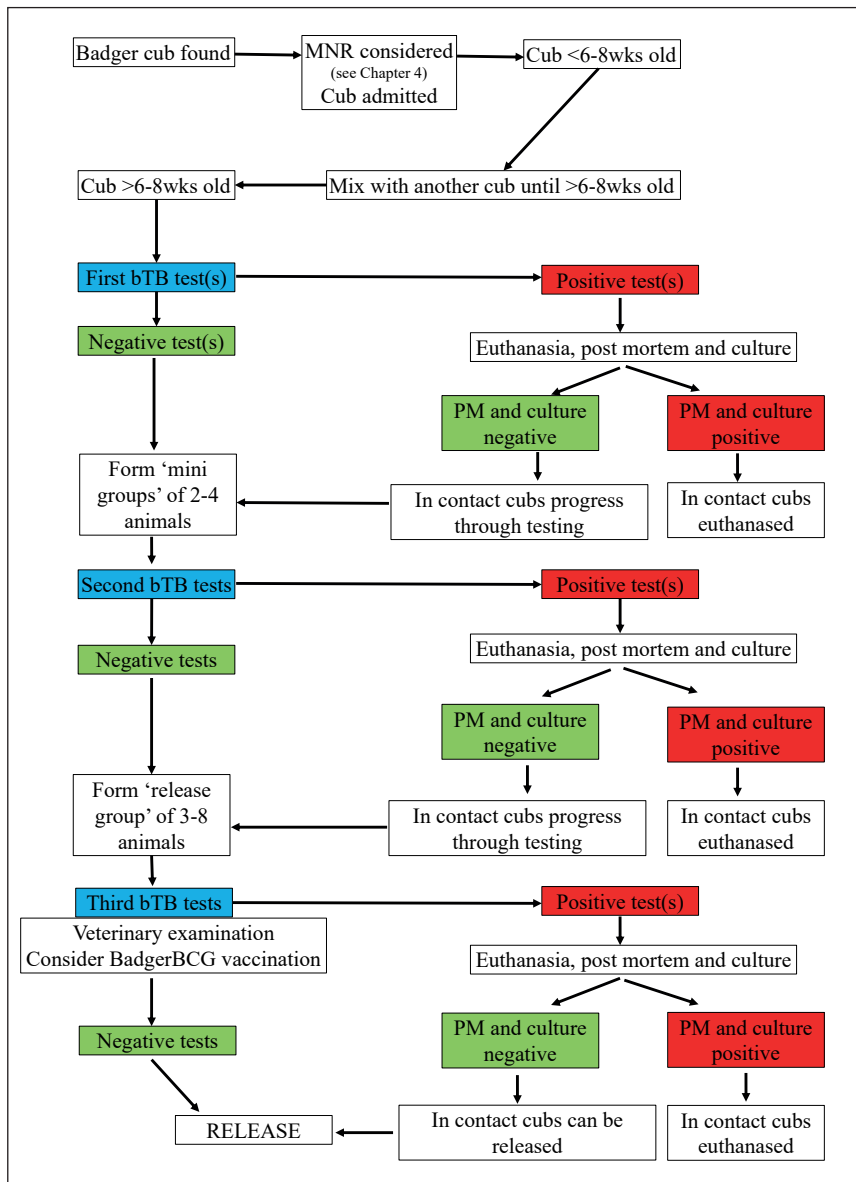 Badger cub found
MNR considered
(see Chapter 4)
Cub admitted
Cub <6-8wks old
Cub >6-8wks old
Mix with another cub until >6-8wks old
First bTB test(s)
Positive test(s)
Negative test(s)
Euthanasia, post mortem and culture
PM and culture
negative
PM and culture
positive
Form ‘mini
groups’ of 2-4
animals
In contact cubs progress
through testing
In contact cubs
euthanased
Second bTB tests
Positive test(s)
Negative tests
Euthanasia, post mortem and culture
PM and culture
negative
PM and culture
positive
Form ‘release
group’ of 3-8
animals
In contact cubs progress
through testing
In contact cubs
euthanased
Third bTB tests
Positive test(s)
Veterinary examination
Consider BadgerBCG vaccination
Euthanasia, post mortem and culture
Negative tests
PM and culture
negative
PM and culture
positive
RELEASE
In contact cubs can be
released
In contact cubs
euthanased